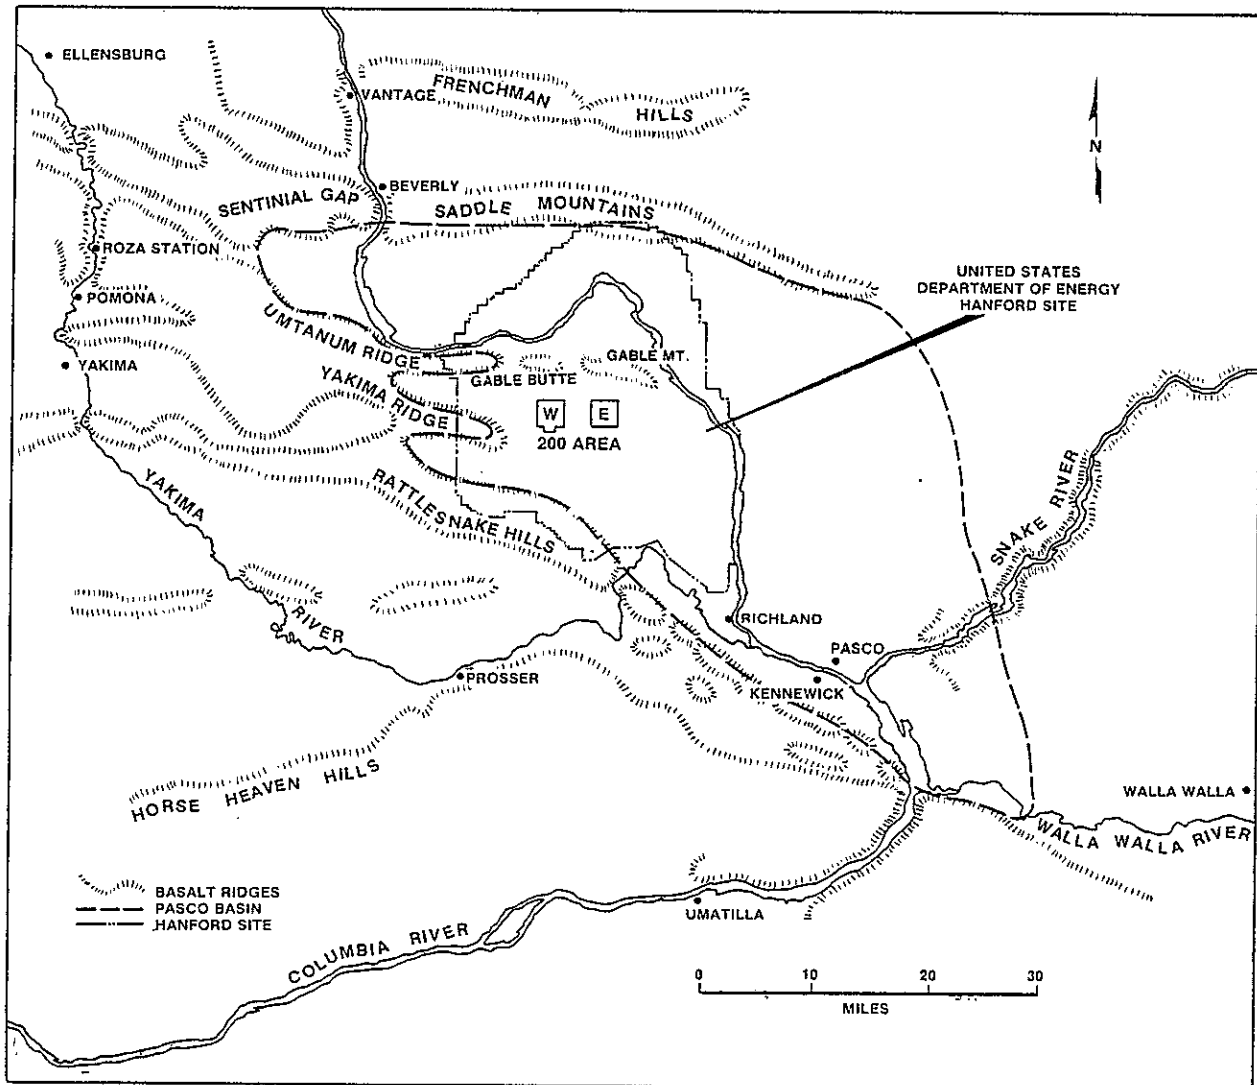 ELLENSBURG
VANTAGE
FRENCHMAN
HILLS
N
BEVERLY
SENTINIAL GAP
SADDLE MOUNTAINS
ROZA STATION
UNITED STATES
DEPARTMENT OF ENERGY
HANFORD SITE
POMONA
UMTANUM RIDGE
GABLE MT.
YAKIMA
GABLE BUTTE
YAKIMA RIDGE
W E
200 AREA
YAKIMA
RIVER
RATTLESNAKE HILLS
SNAKE RIVER
RICHLAND
PASCO
PROSSER
KENNEWICK
HORSE HEAVEN HILLS
WALLA WALLA
WALLA WALLA RIVER
BASALT RIDGES
PASCO BASIN
HANFORD SITE
UMATILLA
COLUMBIA RIVER
0 10 20 30
MILES